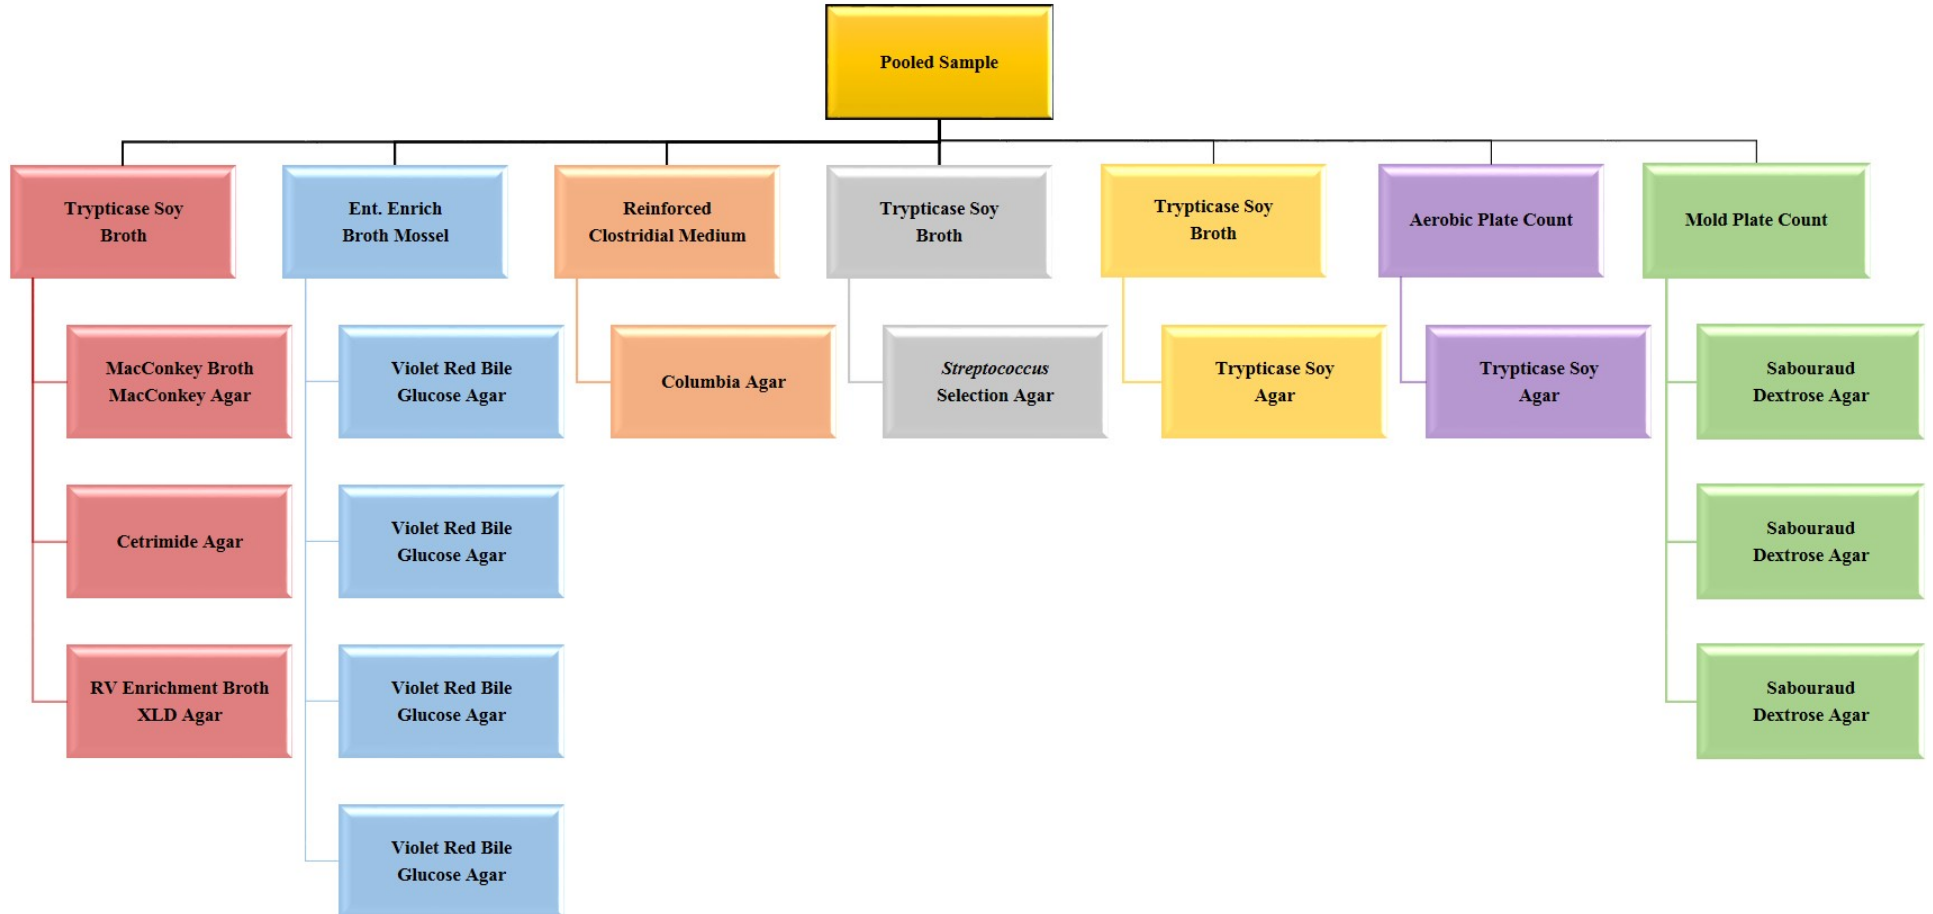 Pooled Sample
Trypticase Soy
Broth
Ent. Enrich
Broth Mossel
Reinforced
Clostridial Medium
Trypticase Soy
Broth
Trypticase Soy
Broth
Aerobic Plate Count
Mold Plate Count
MacConkey Broth
MacConkey Agar
Violet Red Bile
Glucose Agar
Columbia Agar
Streptococcus
Selection Agar
Trypticase Soy
Agar
Trypticase Soy
Agar
Sabouraud
Dextrose Agar
Cetrimide Agar
Violet Red Bile
Glucose Agar
Sabouraud
Dextrose Agar
RV Enrichment Broth
XLD Agar
Violet Red Bile
Glucose Agar
Sabouraud
Dextrose Agar
Violet Red Bile
Glucose Agar